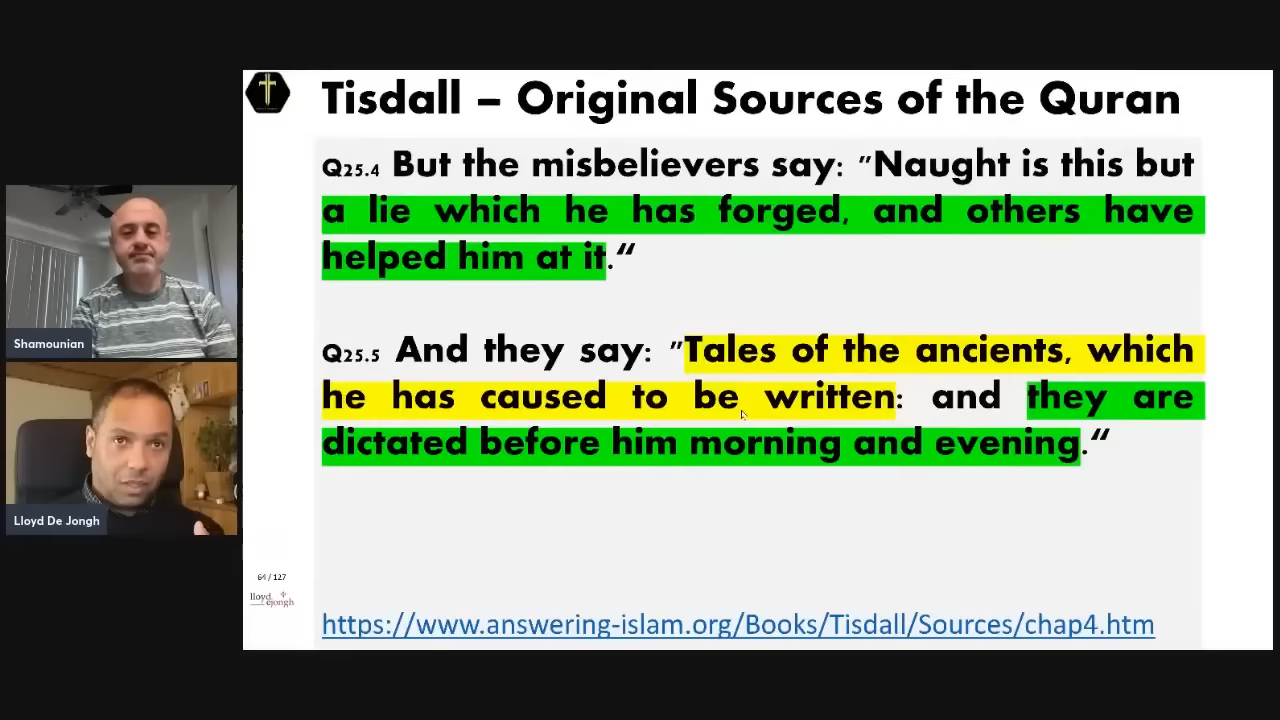 Tisdall – Original Sources of the Quran
Q25.4 But the misbelievers say: "Naught is this but
a lie which he has forged, and others have
helped him at it.“
Q25.5 And they say: "Tales of the ancients, which
he has caused to be written: and they are
dictated before him morning and evening.“
https://www.answering-islam.org/Books/Tisdall/Sources/chap4.htm
Shamounian
Lloyd De Jongh
64 / 127
lloyd
dejongh